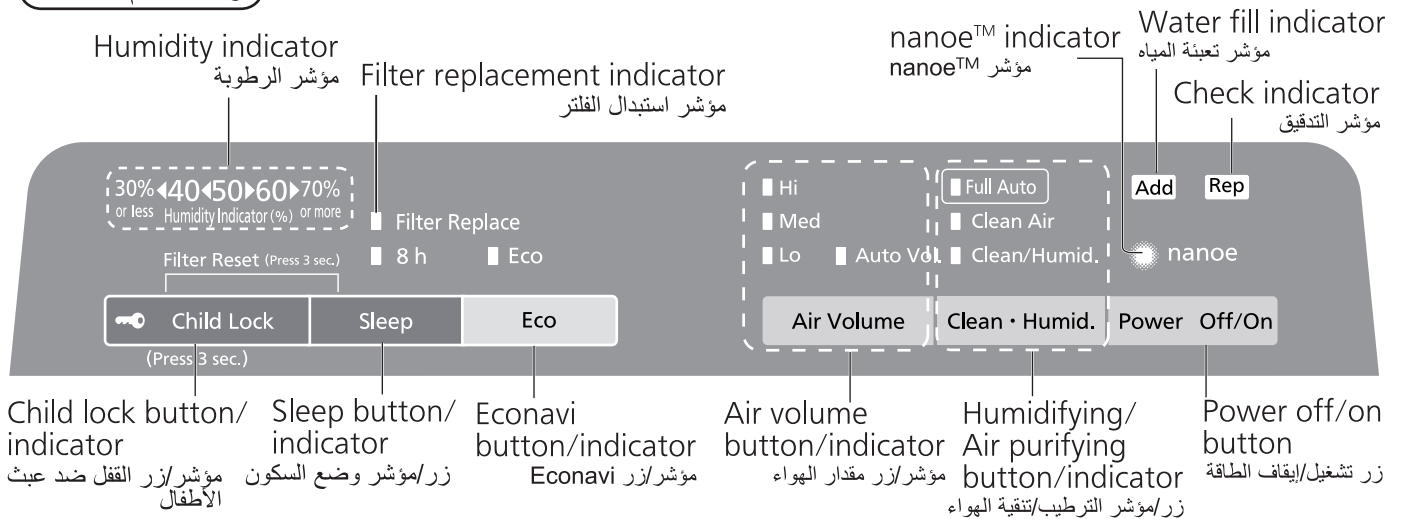 Humidity indicator
مؤشر الرطوبة
Filter replacement indicator
مؤشر استبدال الفلتر
nanoe™ indicator
مؤشر nanoe™
Water fill indicator
مؤشر تعبئة المياه
Check indicator
مؤشر التدقيق
30% 40 50 60 70%
or less Humidity Indicator (%) or more
Filter Replace
8 h Eco
Filter Reset (Press 3 sec.)
Child Lock Sleep Eco
(Press 3 sec.)
Hi
Med
Lo Auto Vol.
Full Auto
Clean Air
Clean/Humid.
Add Rep
nanoe
Air Volume Clean・Humid. Power Off/On
Child lock button/
indicator
مؤشر/زر القفل ضد عبث
الأطفال
Sleep button/
indicator
زر/مؤشر وضع السكون
Econavi
button/indicator
مؤشر/زر Econavi
Air volume
button/indicator
مؤشر/زر مقدار الهواء
Humidifying/
Air purifying
button/indicator
زر/مؤشر الترطيب/تنقية الهواء
Power off/on
button
زر تشغيل/إيقاف الطاقة